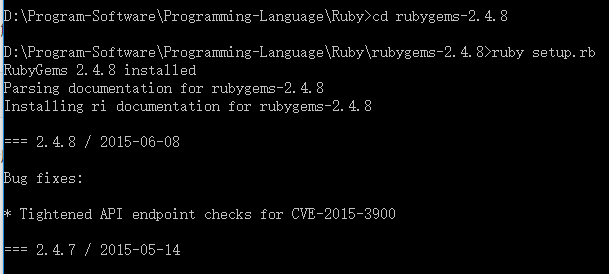 D:\Program-Software\Programming-Language\Ruby>cd rubygems-2.4.8
D:\Program-Software\Programming-Language\Ruby\rubygems-2.4.8>ruby setup.rb
RubyGems 2.4.8 installed
Parsing documentation for rubygems-2.4.8
Installing ri documentation for rubygems-2.4.8
=== 2.4.8 / 2015-06-08
Bug fixes:
* Tightened API endpoint checks for CVE-2015-3900
=== 2.4.7 / 2015-05-14